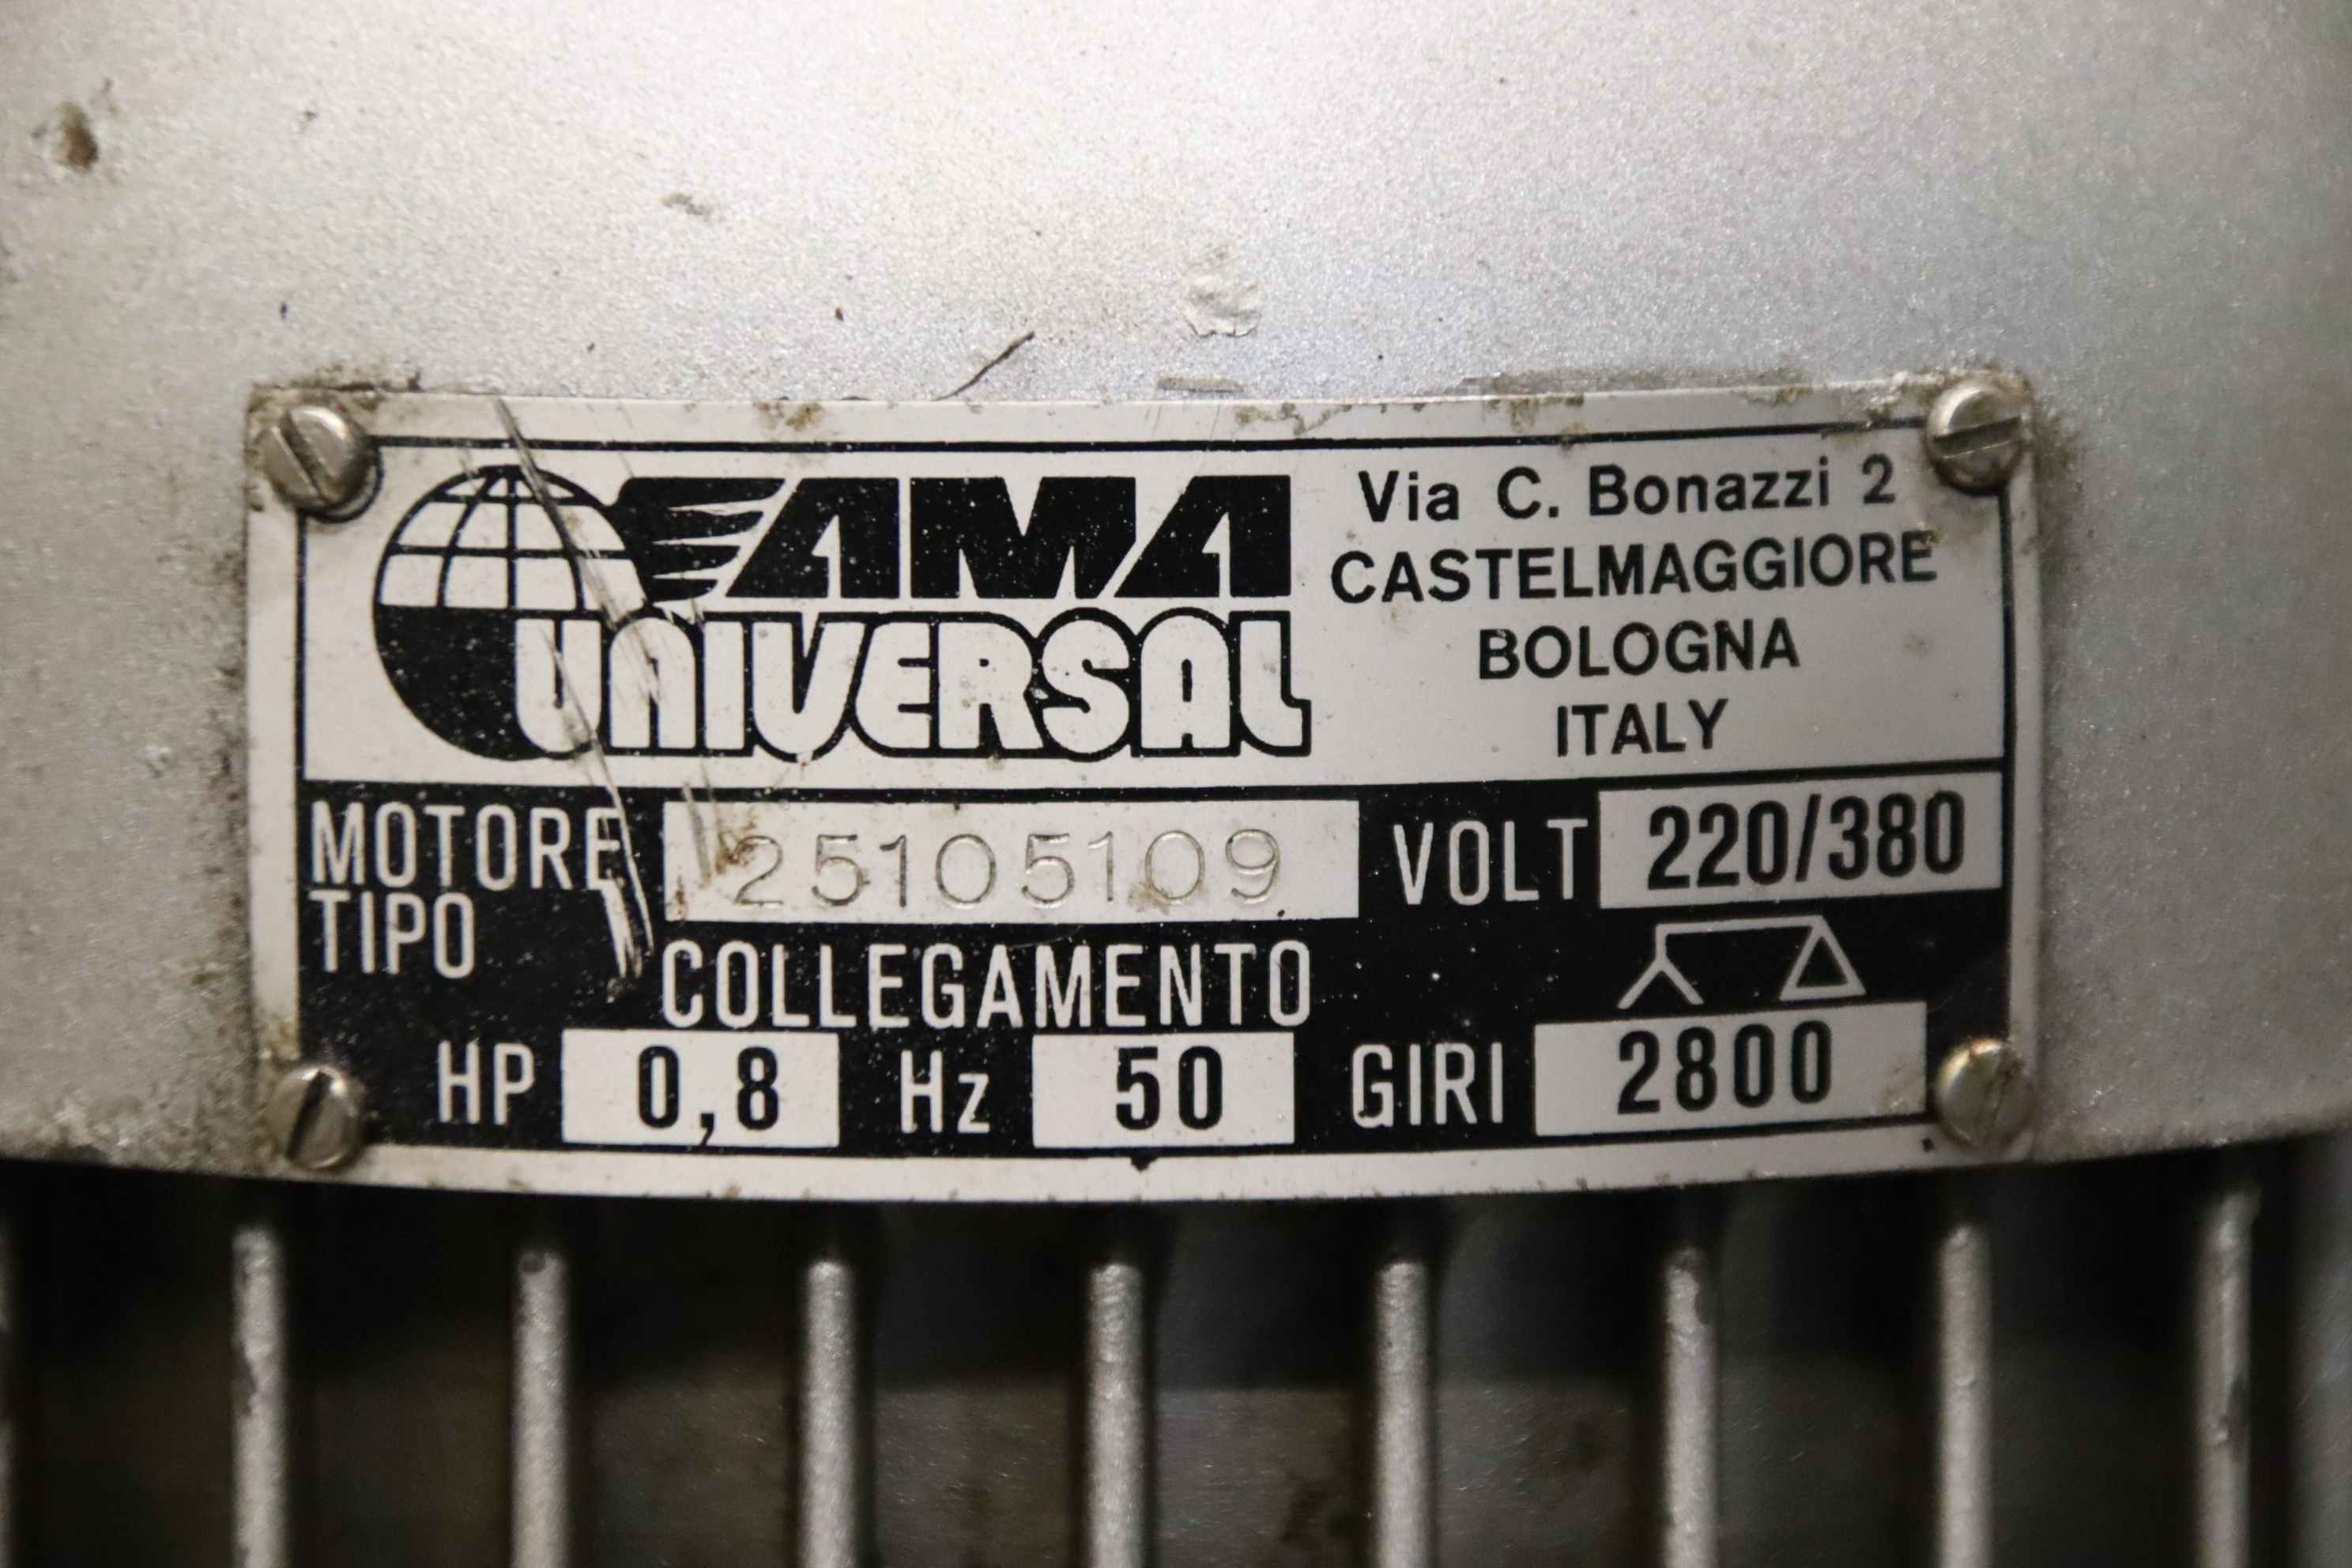 AMA
UNIVERSAL
Via C. Bonazzi 2
CASTELMAGGIORE
BOLOGNA
ITALY
MOTORE TIPO 25105109
VOLT 220/380
COLLEGAMENTO
HP 0,8 Hz 50 GIRI 2800